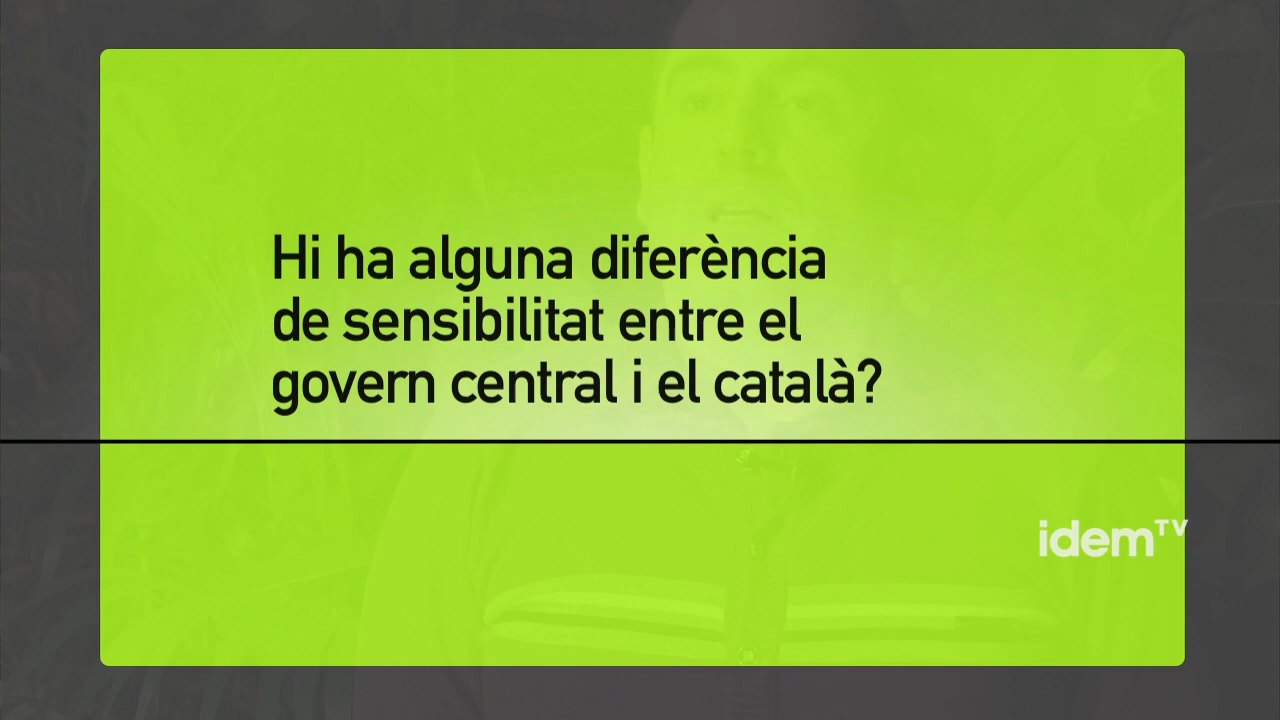 Hi ha alguna diferència
de sensibilitat entre el
govern central i el català?
idemTV